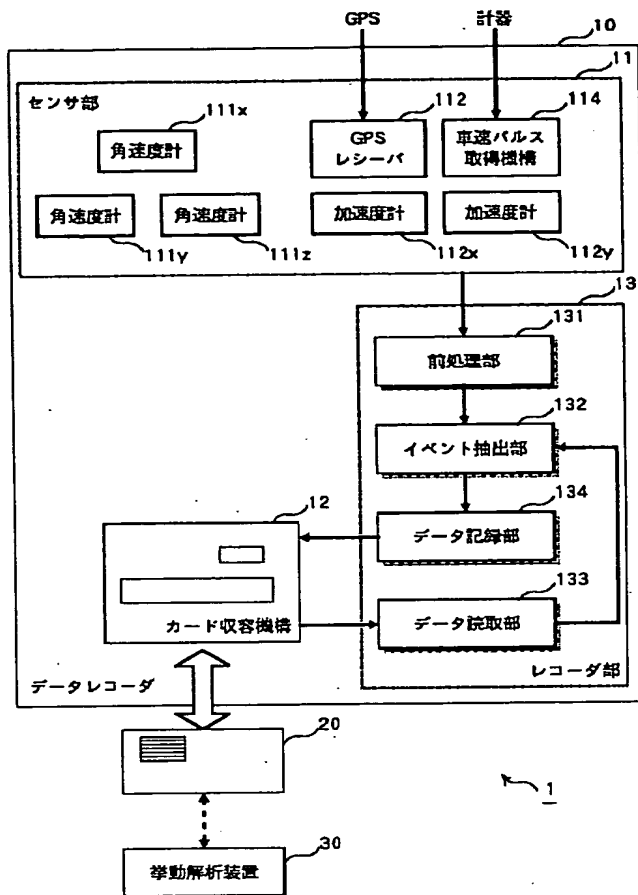 GPS
計器
10
11
センサ部
111x
角速度計
112
GPS
レシーバ
114
車速パルス
取得機構
角速度計
111y
角速度計
111z
加速度計
112x
加速度計
112y
13
131
前処理部
132
イベント抽出部
134
データ記録部
12
カード収容機構
133
データ読取部
レコーダ部
データレコーダ
20
1
30
挙動解析装置